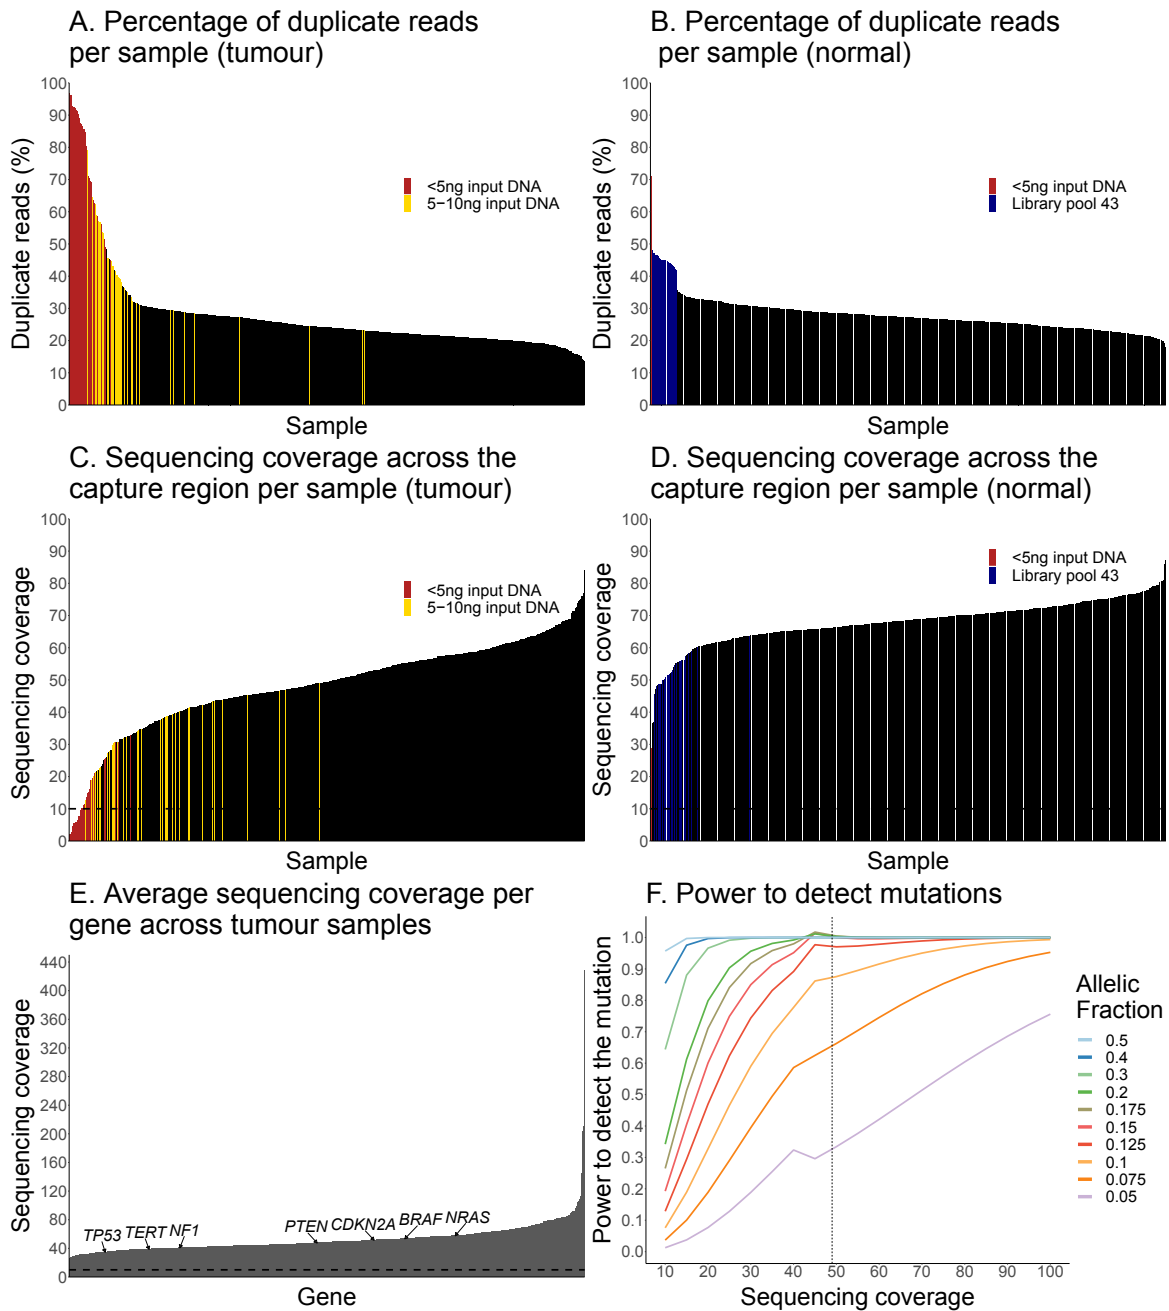 A. Percentage of duplicate reads
per sample (tumour)
Duplicate reads (%)
100
90
80
70
60
50
40
30
20
10
0
<5ng input DNA
5−10ng input DNA
Sample
B. Percentage of duplicate reads
per sample (normal)
Duplicate reads (%)
100
90
80
70
60
50
40
30
20
10
0
<5ng input DNA
Library pool 43
Sample
C. Sequencing coverage across the
capture region per sample (tumour)
Sequencing coverage
100
90
80
70
60
50
40
30
20
10
0
<5ng input DNA
5−10ng input DNA
Sample
D. Sequencing coverage across the
capture region per sample (normal)
Sequencing coverage
100
90
80
70
60
50
40
30
20
10
0
<5ng input DNA
Library pool 43
Sample
E. Average sequencing coverage per
gene across tumour samples
Sequencing coverage
440
400
360
320
280
240
200
160
120
80
40
0
TP53 TERT NF1 PTEN CDKN2A BRAF NRAS
Gene
F. Power to detect mutations
Power to detect the mutation
1.0
0.9
0.8
0.7
0.6
0.5
0.4
0.3
0.2
0.1
0.0
10 20 30 40 50 60 70 80 90 100
Sequencing coverage
Allelic
Fraction
0.5
0.4
0.3
0.2
0.175
0.15
0.125
0.1
0.075
0.05